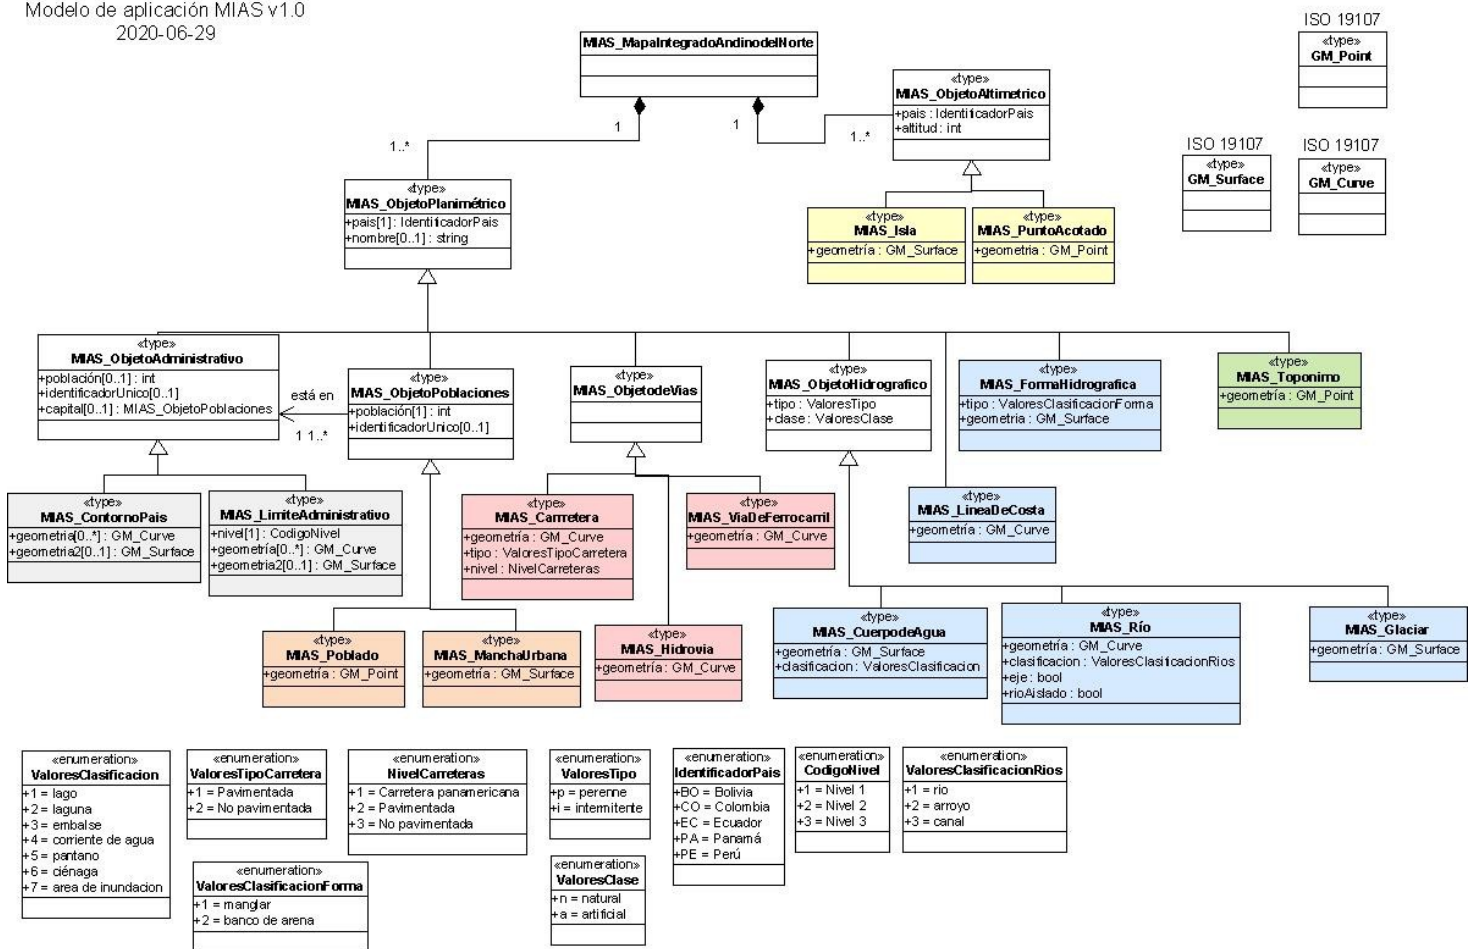 Modelo de aplicación MIAS v1.0
2020-06-29
MIAS_MapaIntegradoAndinodelNorte
1
1..*
1
1..*
«type»
MIAS_ObjetoAltimetrico
+pais : IdentificadorPais
+altitud : int
ISO 19107
«type»
GM_Point
ISO 19107
«type»
GM_Surface
ISO 19107
«type»
GM_Curve
«type»
MIAS_ObjetoPlanimétrico
+pais[1] : IdentificadorPais
+nombre[0..1] : string
«type»
MIAS_Isla
+geometría : GM_Surface
«type»
MIAS_PuntoAcotado
+geometria : GM_Point
«type»
MIAS_ObjetoAdministrativo
+población[0..1] : int
+identificadorUnico[0..1]
+capital[0..1] : MIAS_ObjetoPoblaciones
está en
1 1..*
«type»
MIAS_ObjetoPoblaciones
+población[1] : int
+identificadorUnico[0..1]
«type»
MIAS_ObjetodeVias
«type»
MIAS_ObjetoHidrografico
+tipo : ValoresTipo
+clase : ValoresClase
«type»
MIAS_FormaHidrografica
+tipo : ValoresClasificacionForma
+geometria : GM_Surface
«type»
MIAS_Toponimo
+geometría : GM_Point
«type»
MIAS_ContornoPais
+geometria[0..*] : GM_Curve
+geometria2[0..1] : GM_Surface
«type»
MIAS_LimiteAdministrativo
+nivel[1] : CodigoNivel
+geometría[0..*] : GM_Curve
+geometria2[0..1] : GM_Surface
«type»
MIAS_Carrretera
+geometría : GM_Curve
+tipo : ValoresTipoCarretera
+nivel : NivelCarreteras
«type»
MIAS_ViaDeFerrocarril
+geometría : GM_Curve
«type»
MIAS_LineaDeCosta
+geometría : GM_Curve
«type»
MIAS_Poblado
+geometría : GM_Point
«type»
MIAS_ManchaUrbana
+geometría : GM_Surface
«type»
MIAS_Hidrovia
+geometría : GM_Curve
«type»
MIAS_CuerpodeAgua
+geometría : GM_Surface
+clasificacion : ValoresClasificacion
«type»
MIAS_Río
+geometría : GM_Curve
+clasificacion : ValoresClasificacionRios
+eje : bool
+rioAislado : bool
«type»
MIAS_Glaciar
+geometría : GM_Surface
«enumeration»
ValoresClasificacion
+1 = lago
+2 = laguna
+3 = embalse
+4 = corriente de agua
+5 = pantano
+6 = ciénaga
+7 = area de inundacion
«enumeration»
ValoresTipoCarretera
+1 = Pavimentada
+2 = No pavimentada
«enumeration»
NivelCarreteras
+1 = Carretera panamericana
+2 = Pavimentada
+3 = No pavimentada
«enumeration»
ValoresTipo
+p = perenne
+i = intermitente
«enumeration»
IdentificadorPais
+BO = Bolivia
+CO = Colombia
+EC = Ecuador
+PA = Panamá
+PE = Perú
«enumeration»
CodigoNivel
+1 = Nivel 1
+2 = Nivel 2
+3 = Nivel 3
«enumeration»
ValoresClasificacionRios
+1 = rio
+2 = arroyo
+3 = canal
«enumeration»
ValoresClasificacionForma
+1 = manglar
+2 = banco de arena
«enumeration»
ValoresClase
+n = natural
+a = artificial